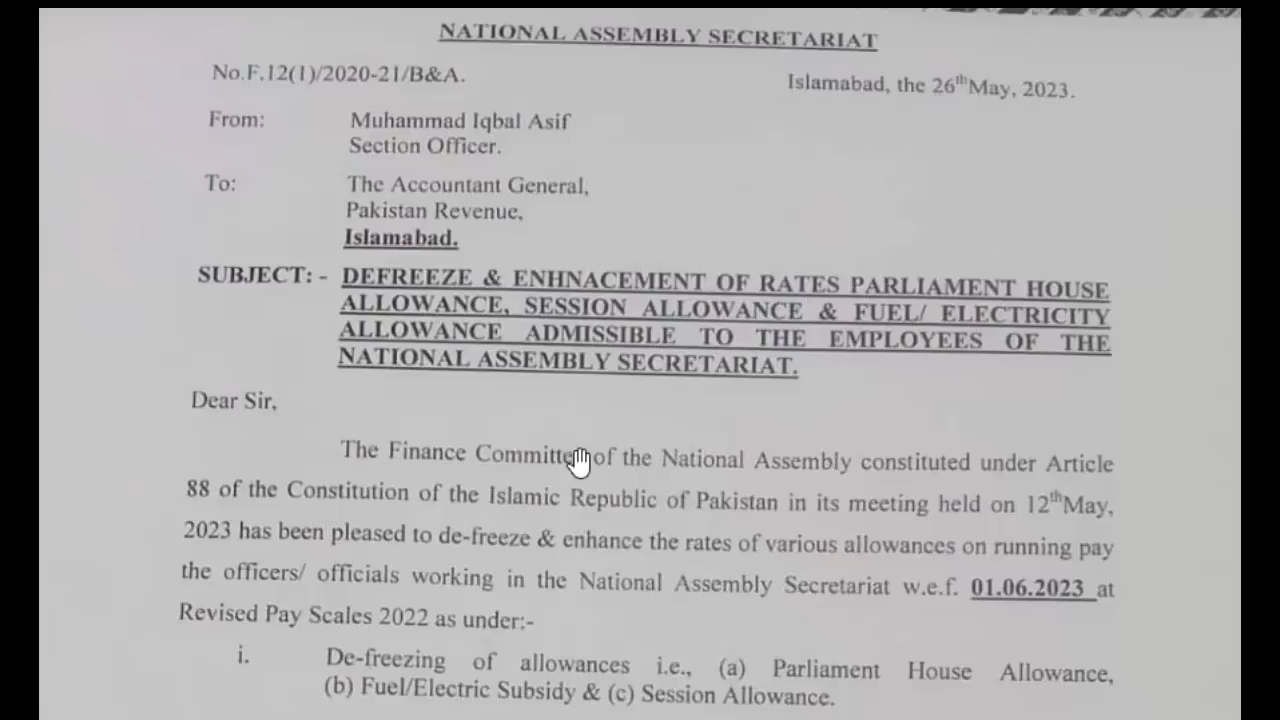 NATIONAL ASSEMBLY SECRETARIAT
No.F.12(1)/2020-21/B&A.
Islamabad, the 26th May, 2023.
From: Muhammad Iqbal Asif
Section Officer.
To: The Accountant General,
Pakistan Revenue,
Islamabad.
SUBJECT: - DEFREEZE & ENHNACEMENT OF RATES PARLIAMENT HOUSE
ALLOWANCE, SESSION ALLOWANCE & FUEL/ ELECTRICITY
ALLOWANCE ADMISSIBLE TO THE EMPLOYEES OF THE
NATIONAL ASSEMBLY SECRETARIAT.
Dear Sir,
The Finance Committee of the National Assembly constituted under Article
88 of the Constitution of the Islamic Republic of Pakistan in its meeting held on 12th May,
2023 has been pleased to de-freeze & enhance the rates of various allowances on running pay
the officers/ officials working in the National Assembly Secretariat w.e.f. 01.06.2023 at
Revised Pay Scales 2022 as under:-
i. De-freezing of allowances i.e., (a) Parliament House Allowance,
(b) Fuel/Electric Subsidy & (c) Session Allowance.